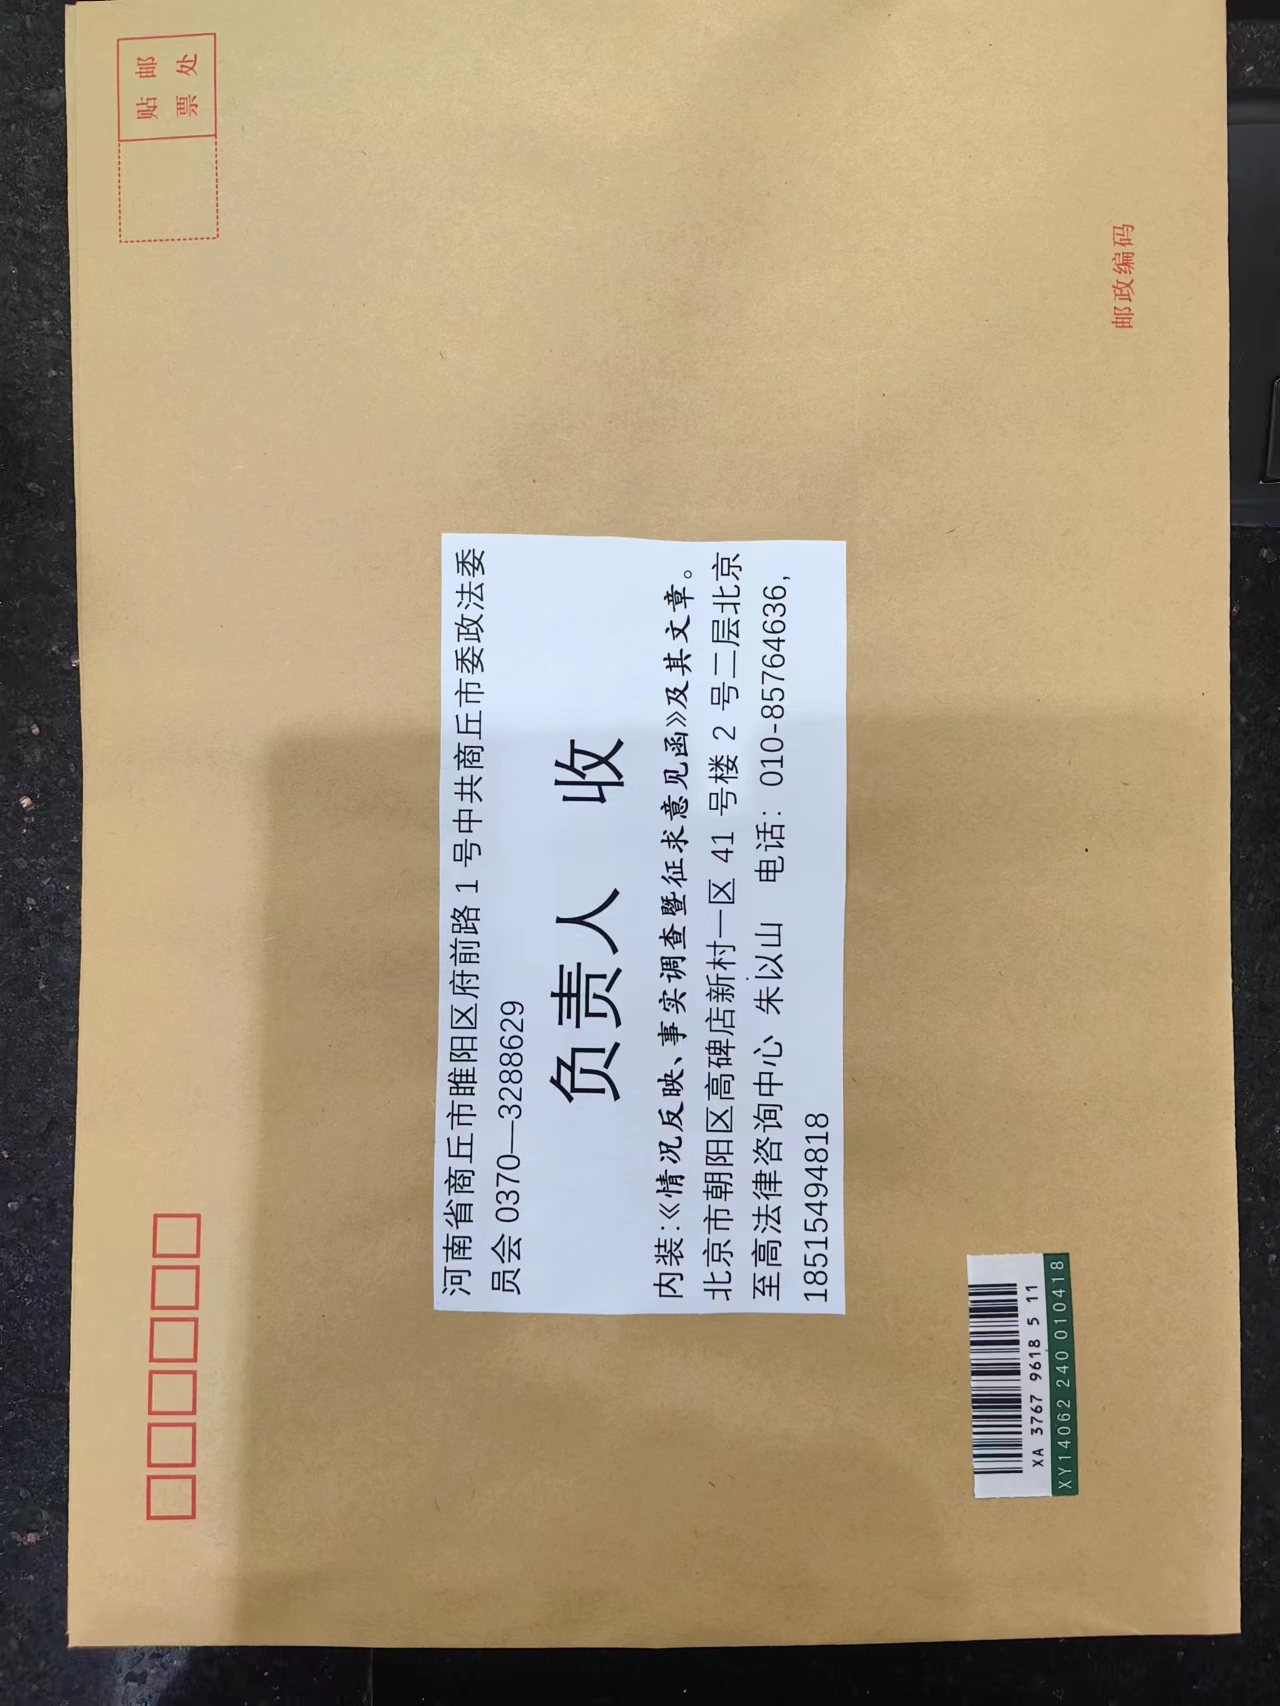 贴邮
票处
河南省商丘市睢阳区府前路 1 号中共商丘市委政法委
员会 0370—3288629
负责人 收
内装：《情况反映、事实调查暨征求意见函》及其文章。
北京市朝阳区高碑店新村一区 41 号楼 2 号二层北京
至高法律咨询中心 朱以山 电话：010-85764636，
18515494818
XA 3767 9618 5 11
XY14062 240 010418
邮政编码